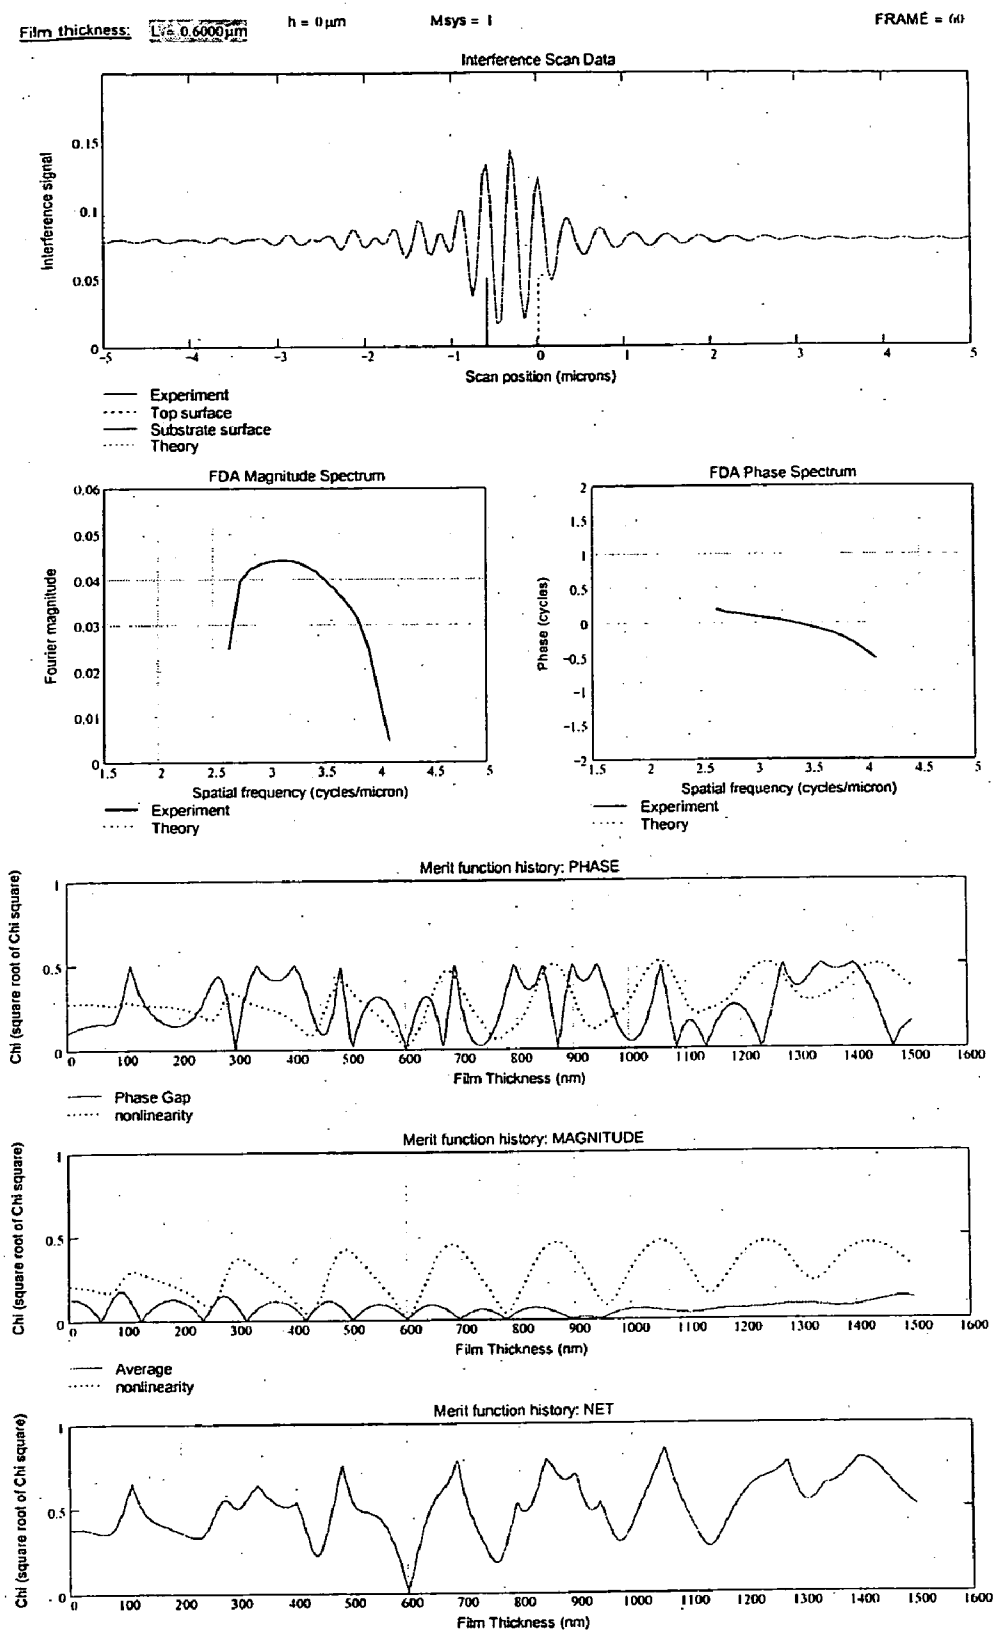 Film thickness: L = 0.6000 µm h = 0 µm Msys = 1 FRAME = 60
Interference Scan Data
Interference signal
0.15
0.1
0.05
0
-5 -4 -3 -2 -1 0 1 2 3 4 5
Scan position (microns)
Experiment
Top surface
Substrate surface
Theory
FDA Magnitude Spectrum
Fourier magnitude
0.06
0.05
0.04
0.03
0.02
0.01
0
1.5 2 2.5 3 3.5 4 4.5 5
Spatial frequency (cycles/micron)
Experiment
Theory
FDA Phase Spectrum
Phase (cycles)
2
1.5
1
0.5
0
-0.5
-1
-1.5
-2
1.5 2 2.5 3 3.5 4 4.5 5
Spatial frequency (cycles/micron)
Experiment
Theory
Merit function history: PHASE
Chi (square root of Chi square)
1
0.5
0
0 100 200 300 400 500 600 700 800 900 1000 1100 1200 1300 1400 1500 1600
Film Thickness (nm)
Phase Gap
nonlinearity
Merit function history: MAGNITUDE
Chi (square root of Chi square)
1
0.5
0
0 100 200 300 400 500 600 700 800 900 1000 1100 1200 1300 1400 1500 1600
Film Thickness (nm)
Average
nonlinearity
Merit function history: NET
Chi (square root of Chi square)
1
0.5
0
0 100 200 300 400 500 600 700 800 900 1000 1100 1200 1300 1400 1500 1600
Film Thickness (nm)